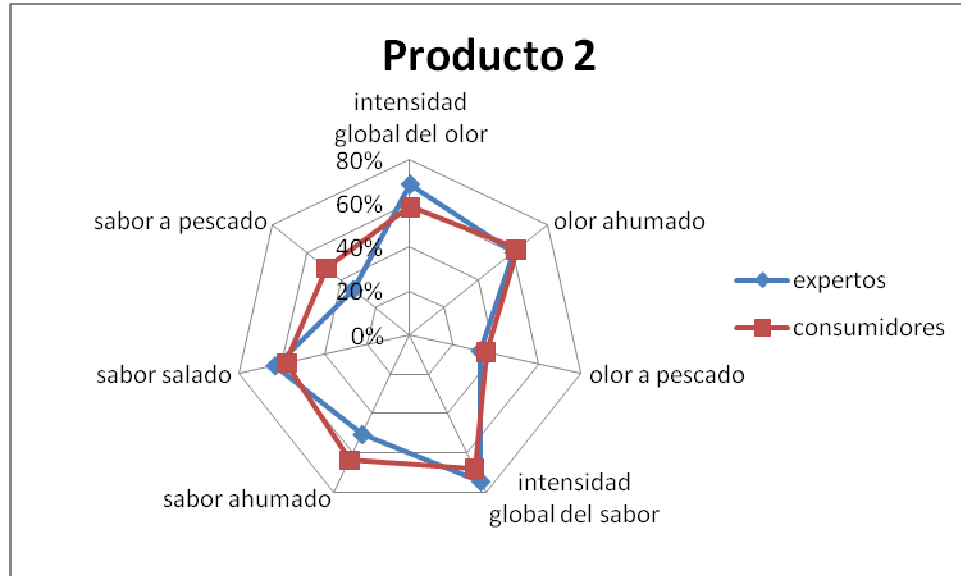 Producto 2
intensidad
global del olor
80%
60%
40%
20%
0%
olor ahumado
olor a pescado
intensidad
global del sabor
sabor ahumado
sabor salado
sabor a pescado
expertos
consumidores